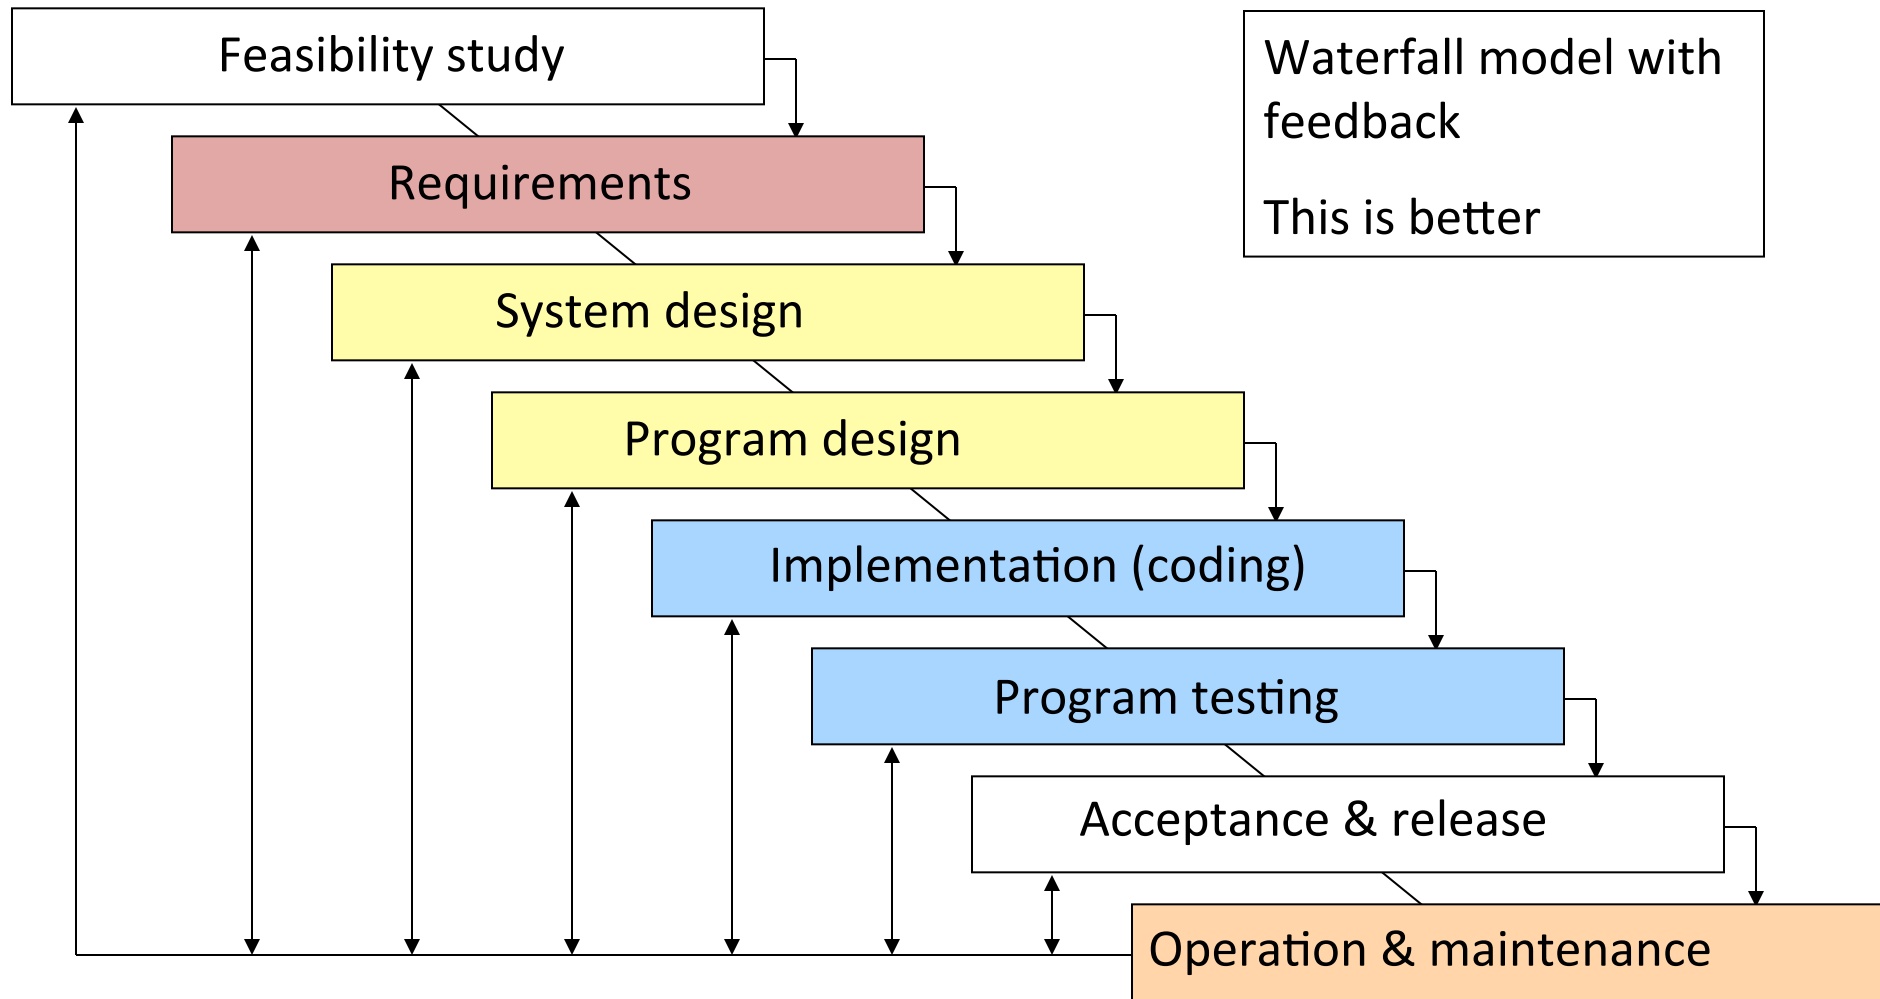 Feasibility study
Waterfall model with
feedback
This is better
Requirements
System design
Program design
Implementation (coding)
Program testing
Acceptance & release
Operation & maintenance